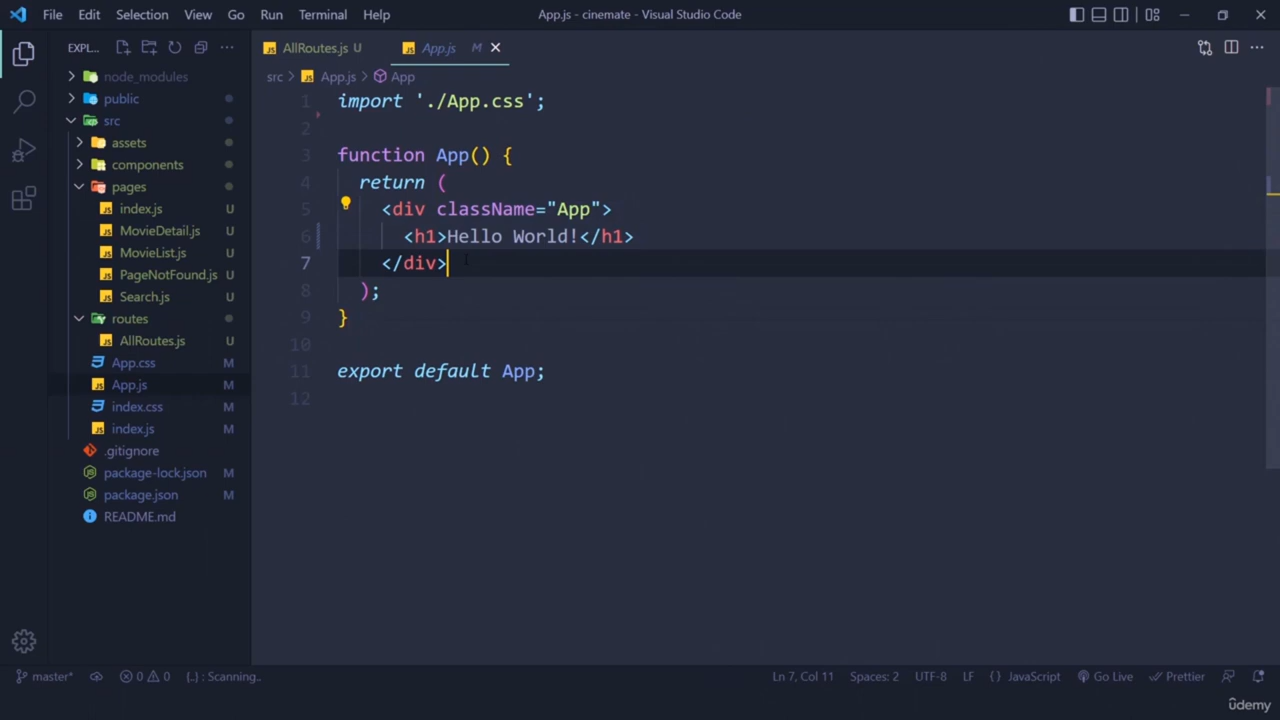 File Edit Selection View Go Run Terminal Help App.js - cinemate - Visual Studio Code
EXPL...
node_modules
public
src
assets
components
pages
index.js U
MovieDetail.js U
MovieList.js U
PageNotFound.js U
Search.js U
routes
AllRoutes.js U
App.css M
App.js M
index.css M
index.js M
.gitignore
package-lock.json M
package.json M
README.md
AllRoutes.js U App.js M
src > App.js > App
1 import './App.css';
2
3 function App() {
4 return (
5 <div className="App">
6 <h1>Hello World!</h1>
7 </div>
8 );
9 }
10
11 export default App;
12
master* 0 0 {..} : Scanning.. Ln 7, Col 11 Spaces: 2 UTF-8 LF {} JavaScript Go Live Prettier
ûdemy